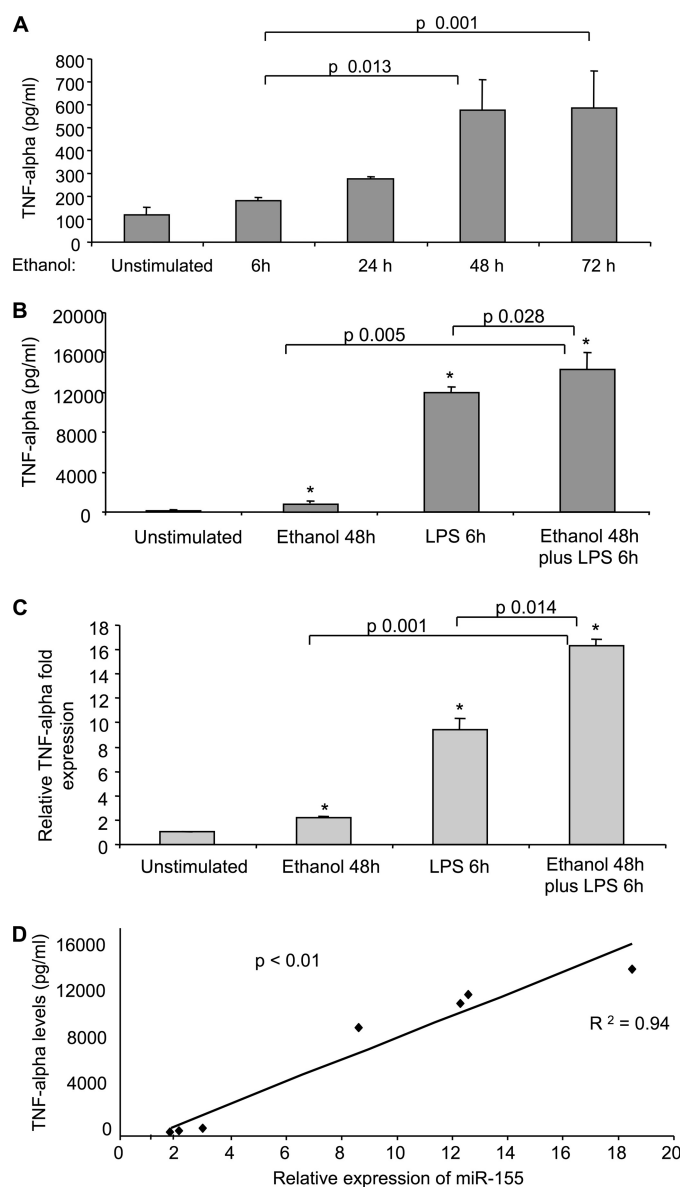 A
p 0.001
p 0.013
TNF-alpha (pg/ml)
800
700
600
500
400
300
200
100
0
Ethanol: Unstimulated 6h 24 h 48 h 72 h
B
p 0.028
p 0.005
TNF-alpha (pg/ml)
20000
16000
12000
8000
4000
0
* * *
Unstimulated Ethanol 48h LPS 6h Ethanol 48h
plus LPS 6h
C
p 0.014
p 0.001
Relative TNF-alpha fold
expression
18
16
14
12
10
8
6
4
2
0
* * *
Unstimulated Ethanol 48h LPS 6h Ethanol 48h
plus LPS 6h
D
TNF-alpha levels (pg/ml)
16000
12000
8000
4000
0
p < 0.01
R 2 = 0.94
0 2 4 6 8 10 12 14 16 18 20
Relative expression of miR-155